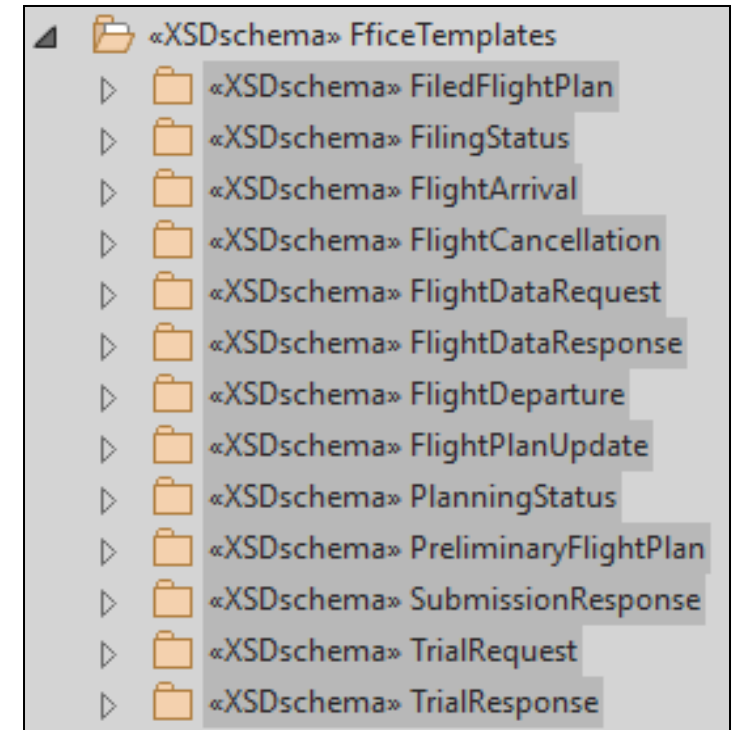 «XSDschema» FficeTemplates
«XSDschema» FiledFlightPlan
«XSDschema» FilingStatus
«XSDschema» FlightArrival
«XSDschema» FlightCancellation
«XSDschema» FlightDataRequest
«XSDschema» FlightDataResponse
«XSDschema» FlightDeparture
«XSDschema» FlightPlanUpdate
«XSDschema» PlanningStatus
«XSDschema» PreliminaryFlightPlan
«XSDschema» SubmissionResponse
«XSDschema» TrialRequest
«XSDschema» TrialResponse